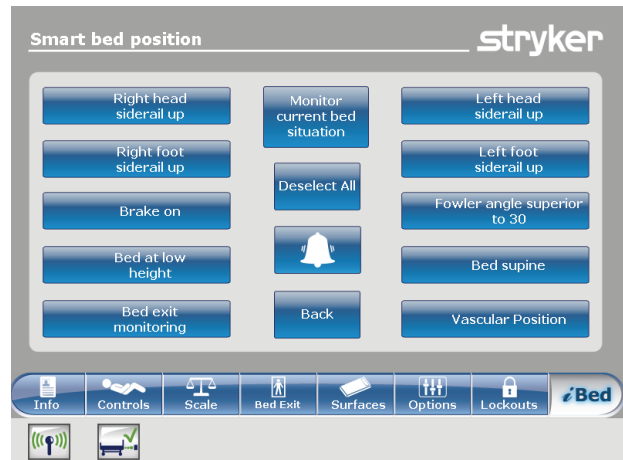 Smart bed position
stryker
Right head
siderail up
Monitor
current bed
situation
Left head
siderail up
Right foot
siderail up
Deselect All
Left foot
siderail up
Brake on
Fowler angle superior
to 30
Bed at low
height
Bed supine
Bed exit
monitoring
Back
Vascular Position
Info
Controls
Scale
Bed Exit
Surfaces
Options
Lockouts
iBed